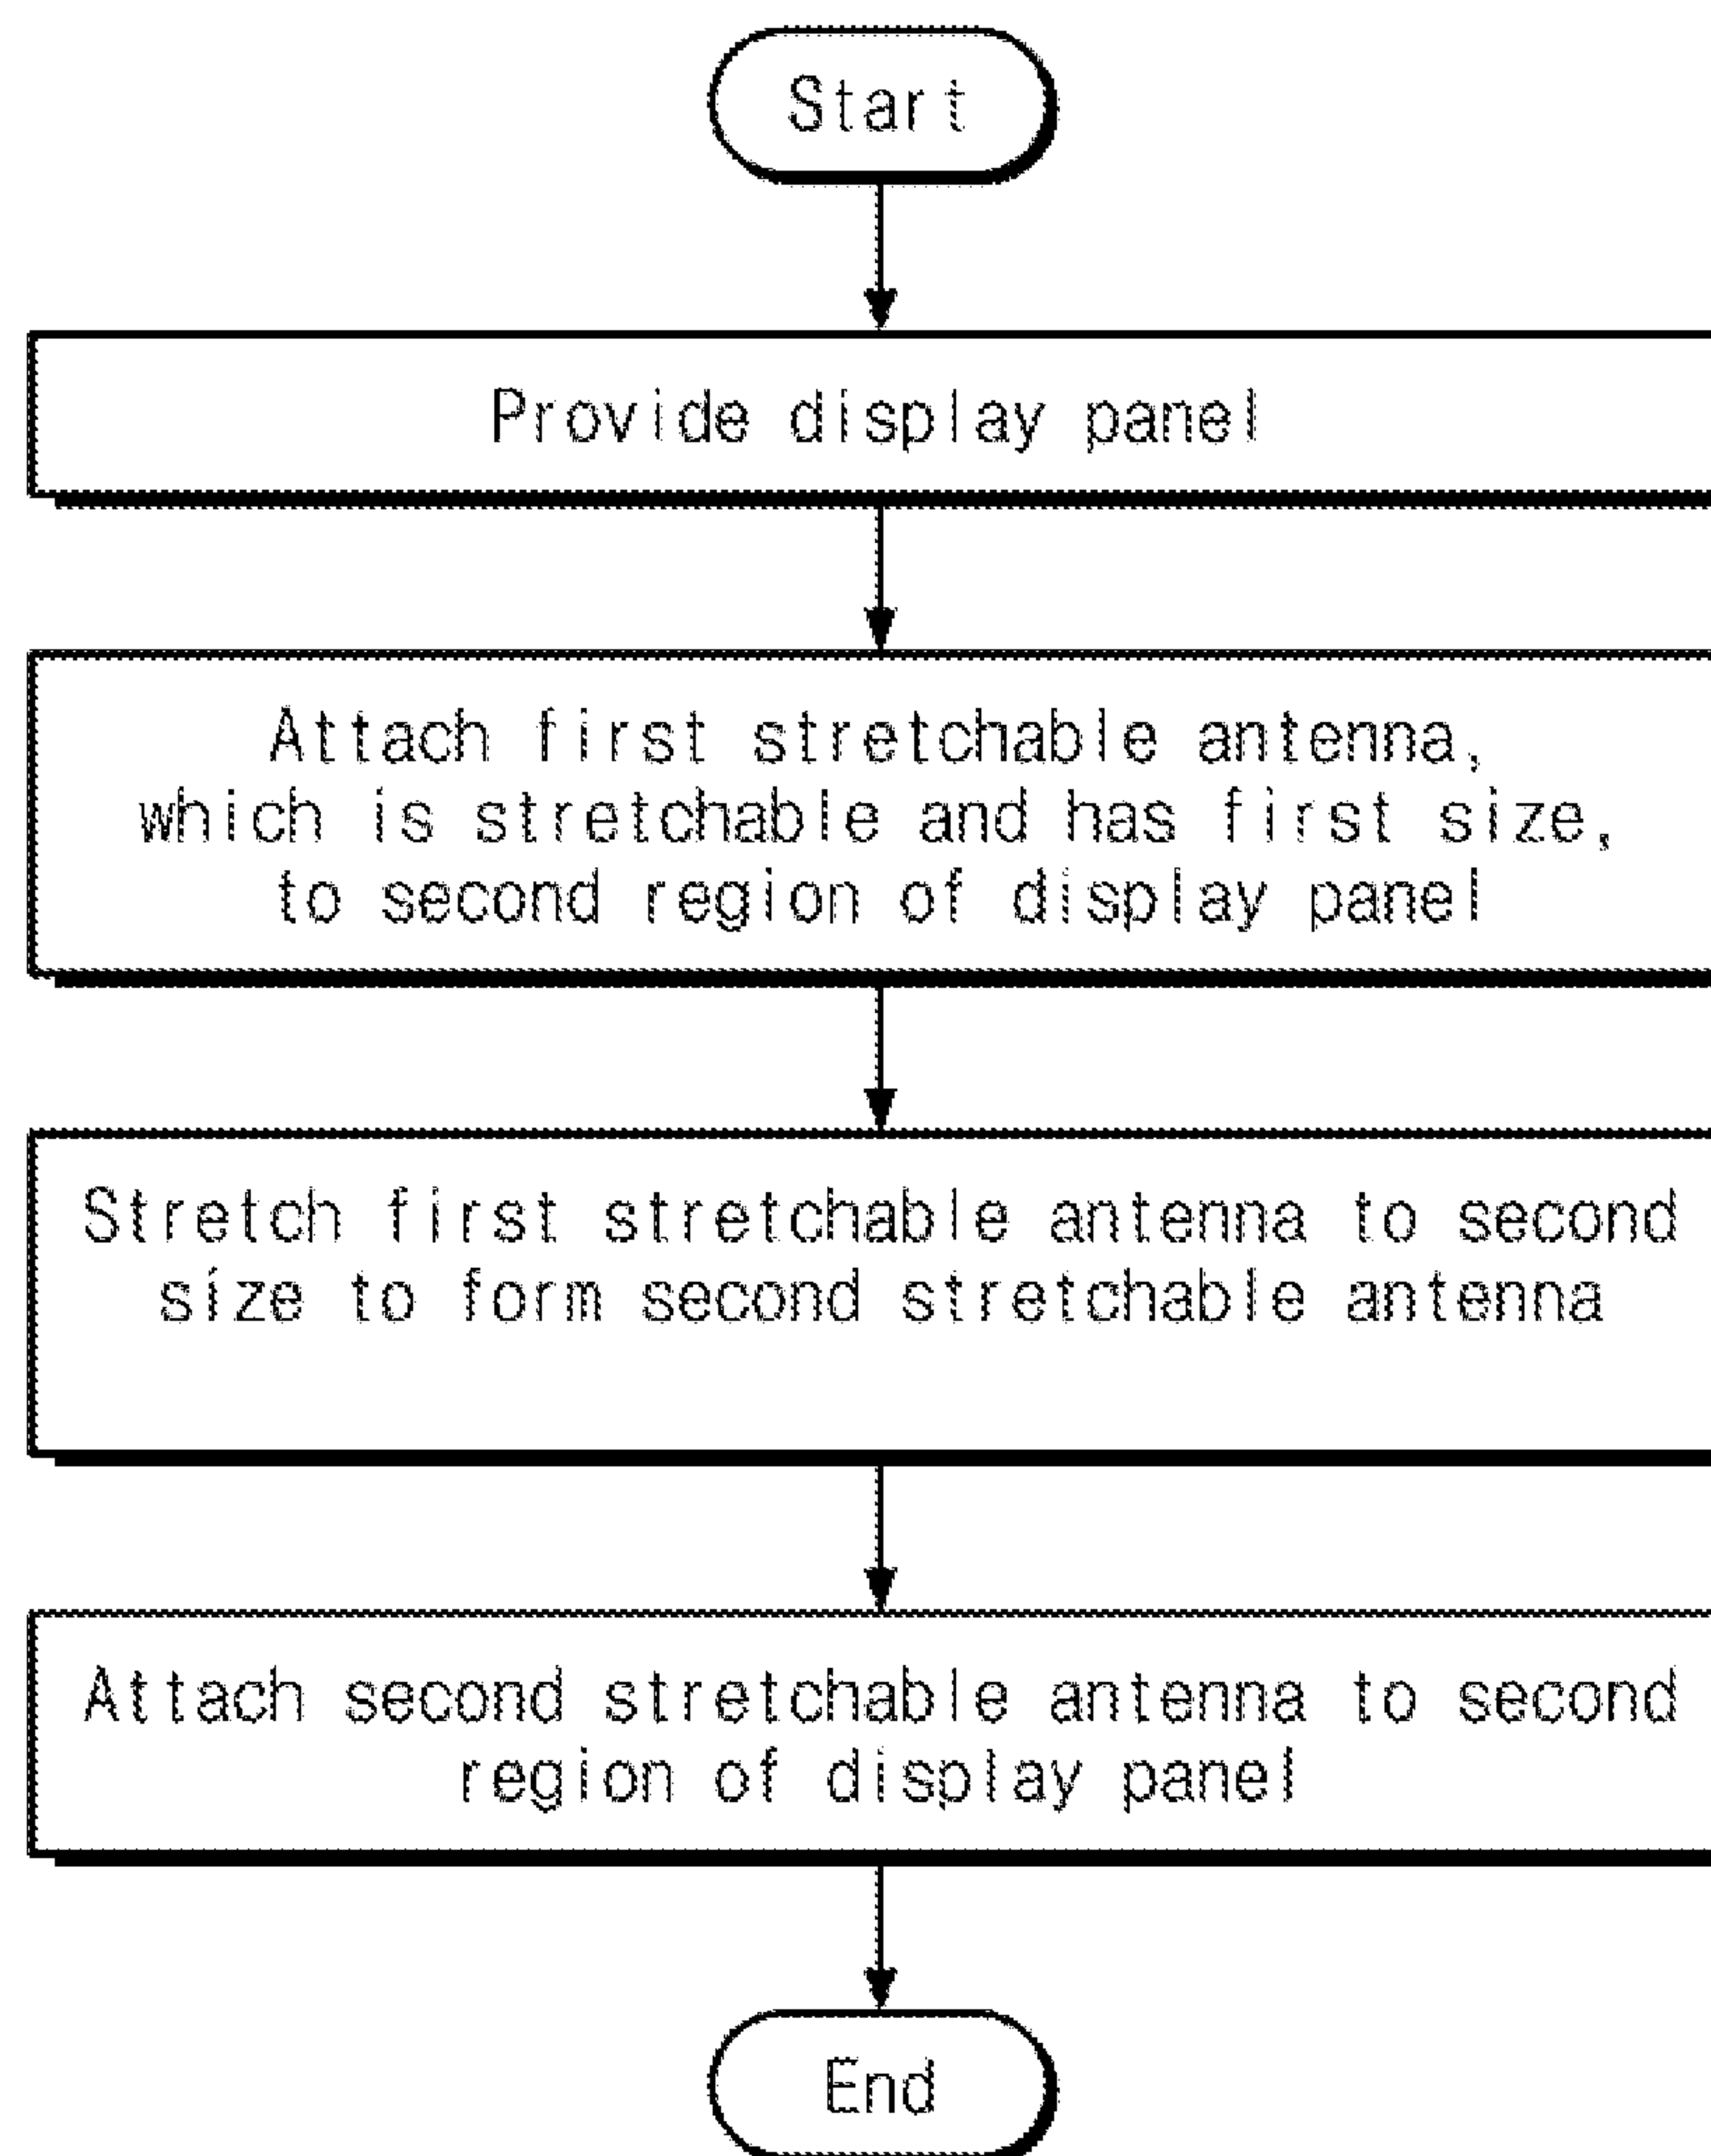 Start
Provide display panel
Attach first stretchable antenna,
which is stretchable and has first size,
to second region of display panel
Stretch first stretchable antenna to second
size to form second stretchable antenna
Attach second stretchable antenna to second
region of display panel
End